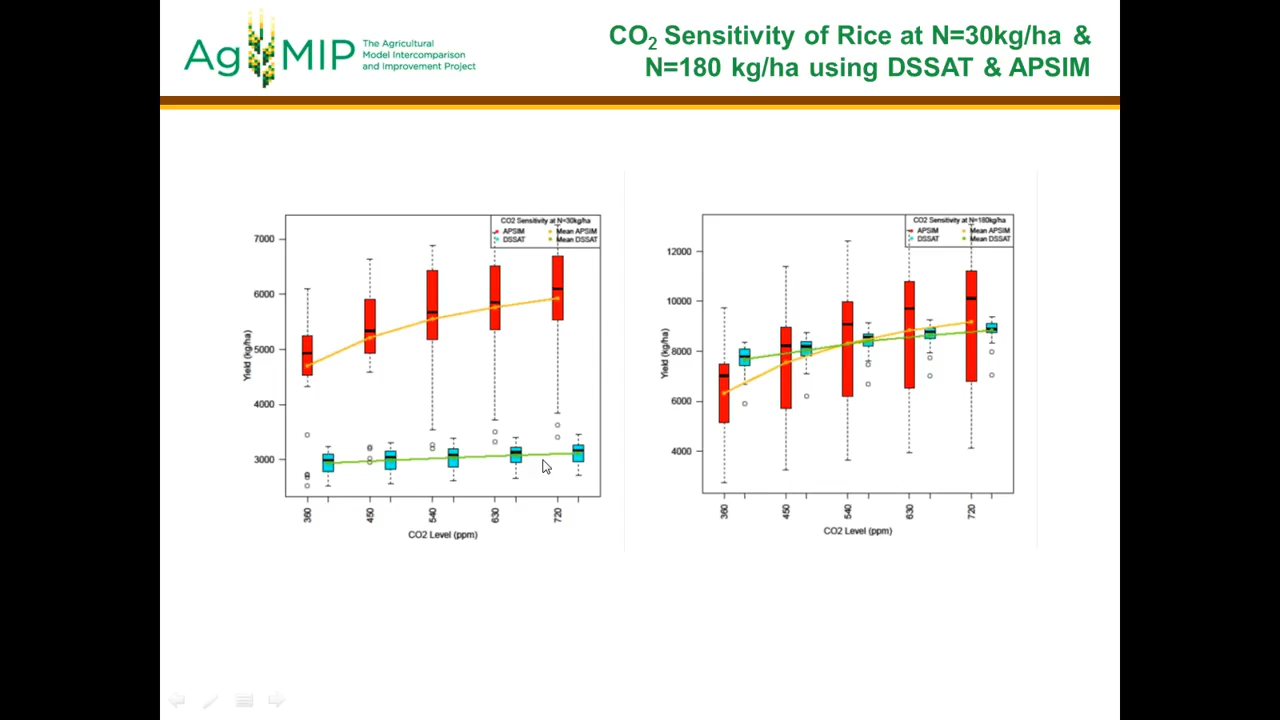 AgMIP
The Agricultural
Model Intercomparison
and Improvement Project
CO2 Sensitivity of Rice at N=30kg/ha &
N=180 kg/ha using DSSAT & APSIM
CO2 Sensitivity at N=30kg/ha
APSIM Mean APSIM
DSSAT Mean DSSAT
7000
6000
5000
4000
3000
Yield (kg/ha)
360 450 540 630 720
CO2 Level (ppm)
CO2 Sensitivity at N=180kg/ha
APSIM Mean APSIM
DSSAT Mean DSSAT
12000
10000
8000
6000
4000
Yield (kg/ha)
360 450 540 630 720
CO2 Level (ppm)